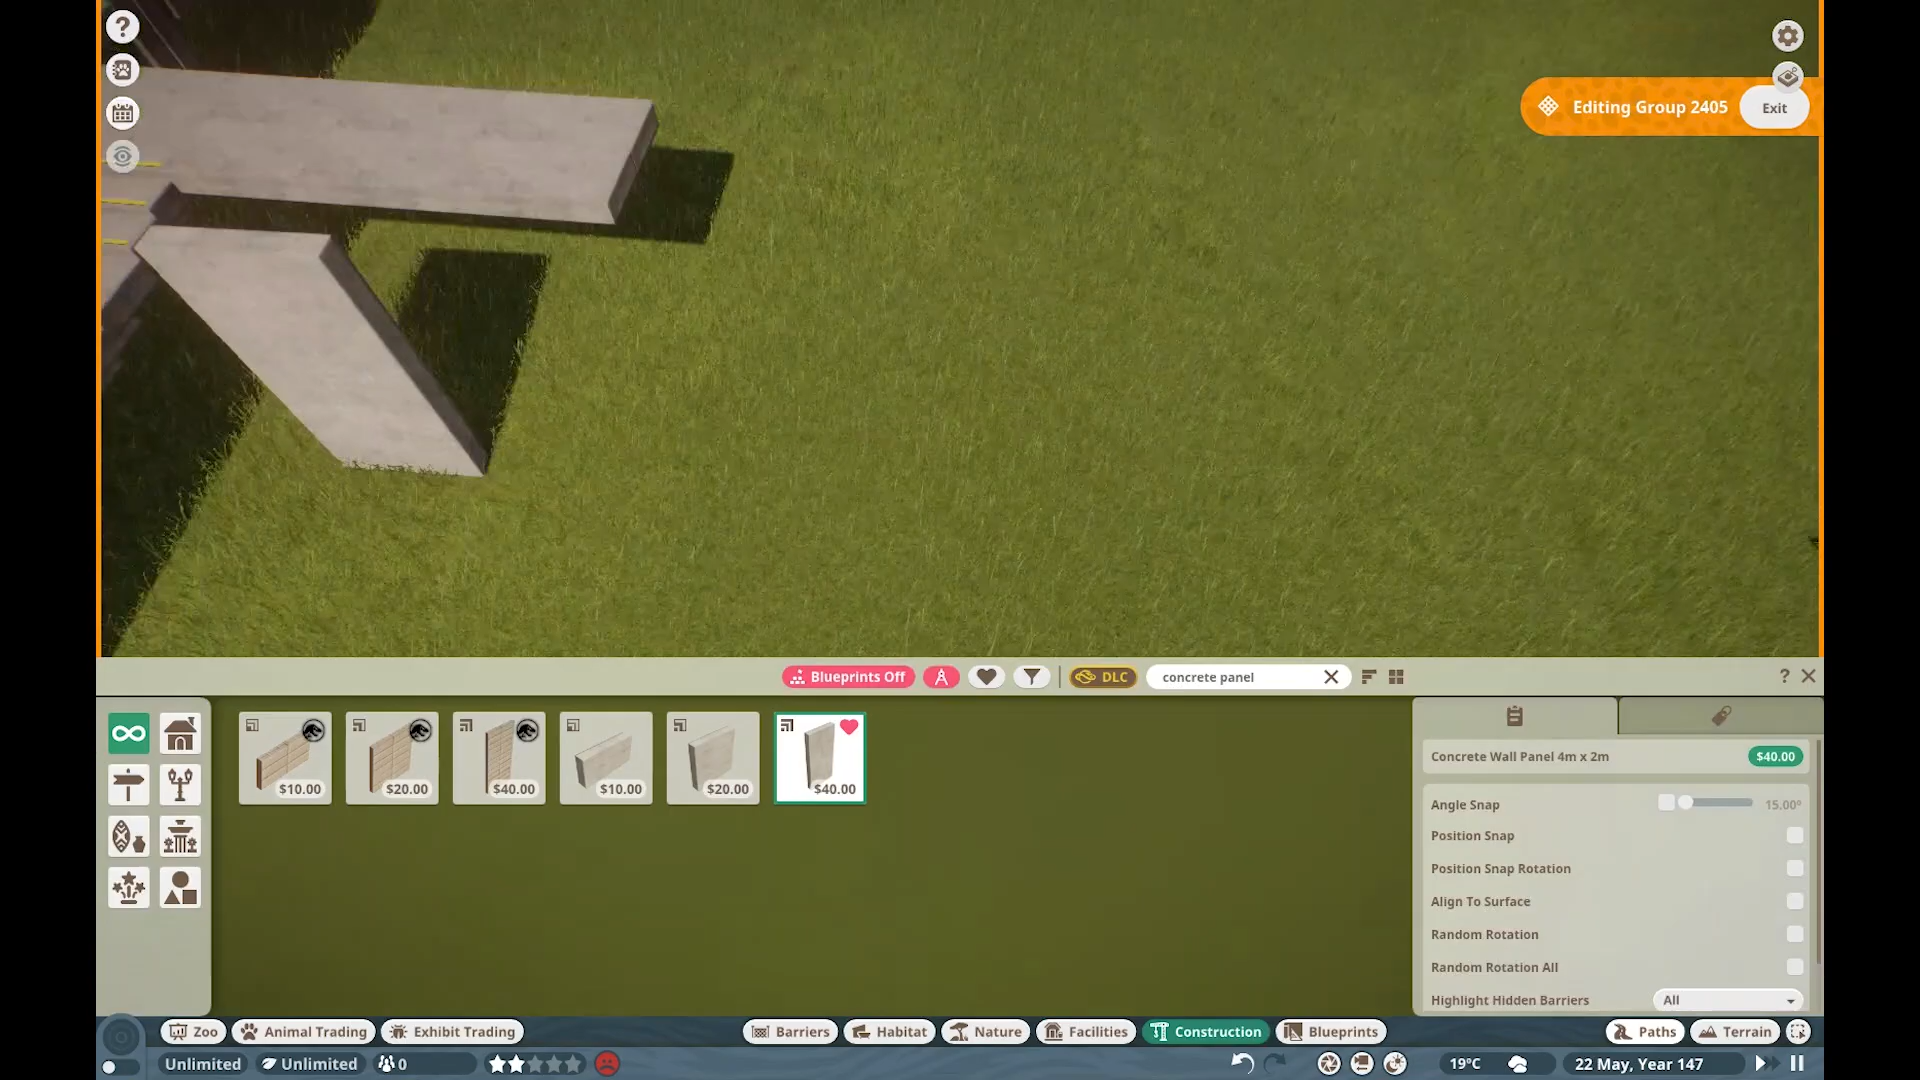 ?
Editing Group 2405
Exit
Blueprints Off
DLC
concrete panel
?
$10.00
$20.00
$40.00
$10.00
$20.00
$40.00
Concrete Wall Panel 4m x 2m
$40.00
Angle Snap
15.00°
Position Snap
Position Snap Rotation
Align To Surface
Random Rotation
Random Rotation All
Highlight Hidden Barriers
All
Zoo
Animal Trading
Exhibit Trading
Barriers
Habitat
Nature
Facilities
Construction
Blueprints
Paths
Terrain
Unlimited
Unlimited
0
19°C
22 May, Year 147